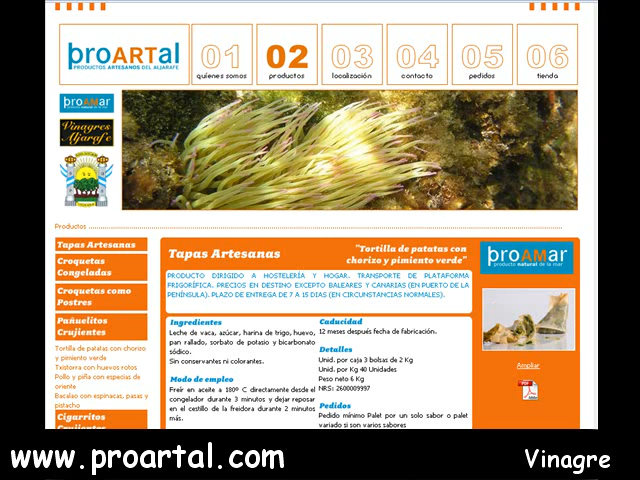 proARTal
PRODUCTOS ARTESANOS DEL ALJARAFE
01
quienes somos
02
productos
03
localización
04
contacto
05
pedidos
06
tienda
proAMar
Vinagres
Aljarafe
Productos
Tapas Artesanas
Croquetas
Congeladas
Croquetas como
Postres
Pañuelitos
Crujientes
Tortilla de patatas con chorizo
y pimiento verde
Txistorra con huevos rotos
Pollo y piña con especias de
oriente
Bacalao con espinacas, pasas y
pistacho
Cigarritos
Crujientes
Tapas Artesanas
"Tortilla de patatas con
chorizo y pimiento verde"
PRODUCTO DIRIGIDO A HOSTELERÍA Y HOGAR. TRANSPORTE DE PLATAFORMA
FRIGORÍFICA. PRECIOS EN DESTINO EXCEPTO BALEARES Y CANARIAS (EN PUERTO DE LA
PENÍNSULA). PLAZO DE ENTREGA DE 7 A 15 DIAS (EN CIRCUNSTANCIAS NORMALES).
Ingredientes
Leche de vaca, azúcar, harina de trigo, huevo,
pan rallado, sorbato de potasio y bicarbonato
sódico.
Sin conservantes ni colorantes.
Modo de empleo
Freír en aceite a 180º C directamente desde el
congelador durante 3 minutos y dejar reposar
en el cestillo de la freidora durante 2 minutos
más.
Caducidad
12 meses después fecha de fabricación.
Detalles
Unid. por caja 3 bolsas de 2 Kg
Unid. por Kg 40 Unidades
Peso neto 6 Kg
NRS: 2600009997
Pedidos
Pedido mínimo Palet por un solo sabor o palet
variado si son varios sabores
proAMar
producto natural de la mar
Ampliar
www.proartal.com
Vinagre